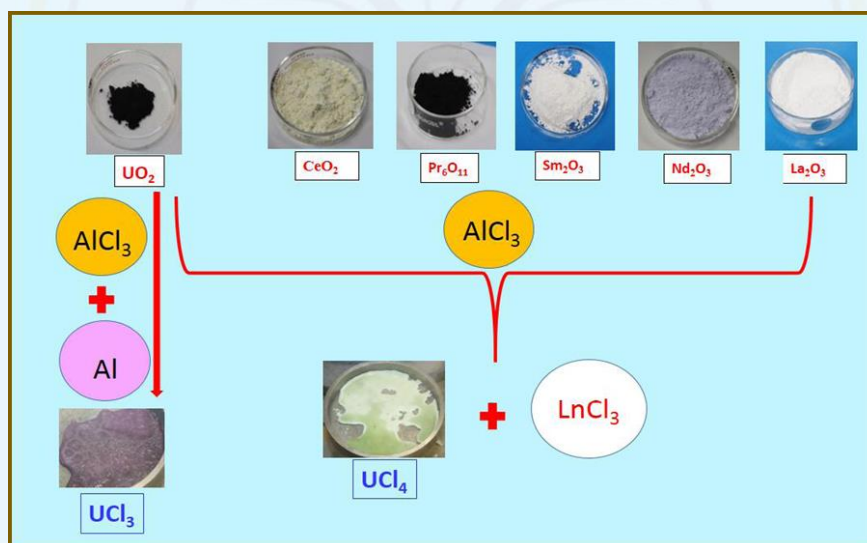 UO₂
CeO₂
Pr₆O₁₁
Sm₂O₃
Nd₂O₃
La₂O₃
AlCl₃
+
Al
UCl₃
AlCl₃
UCl₄
+
LnCl₃